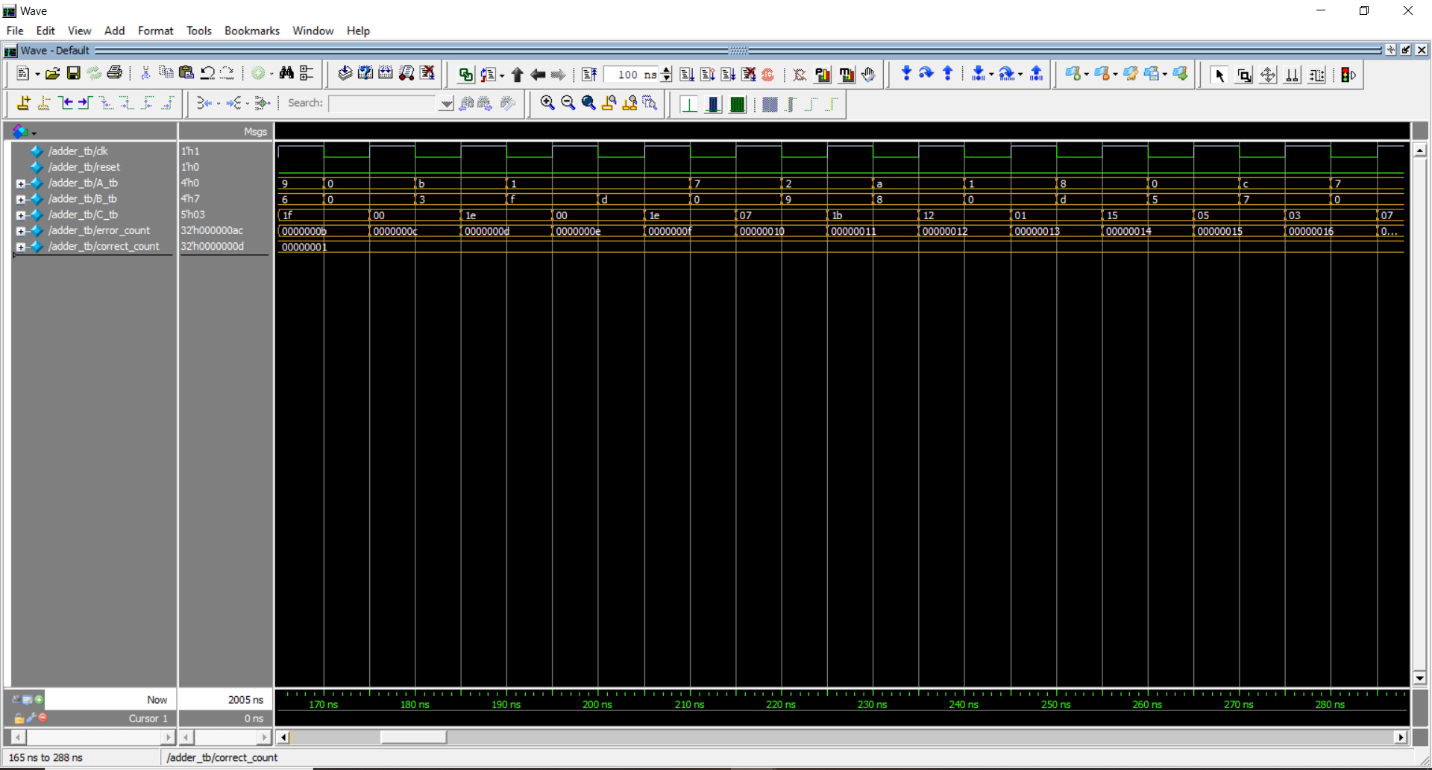 Wave
File Edit View Add Format Tools Bookmarks Window Help
Wave - Default
100 ns
Search:
Msgs
/adder_tb/clk 1'h1
/adder_tb/reset 1'h0
/adder_tb/A_tb 4'h0 9 0 b 1 7 2 a 1 8 0 c 7
/adder_tb/B_tb 4'h7 6 0 3 f d 0 9 8 0 d 5 7 0
/adder_tb/C_tb 5'h03 1f 00 1e 00 1e 07 1b 12 01 15 05 03 07
/adder_tb/error_count 32'h000000ac 0000000b 0000000c 0000000d 0000000e 0000000f 00000010 00000011 00000012 00000013 00000014 00000015 00000016 0...
/adder_tb/correct_count 32'h0000000d 00000001
Now 2005 ns
170 ns 180 ns 190 ns 200 ns 210 ns 220 ns 230 ns 240 ns 250 ns 260 ns 270 ns 280 ns
Cursor 1 0 ns
165 ns to 288 ns /adder_tb/correct_count